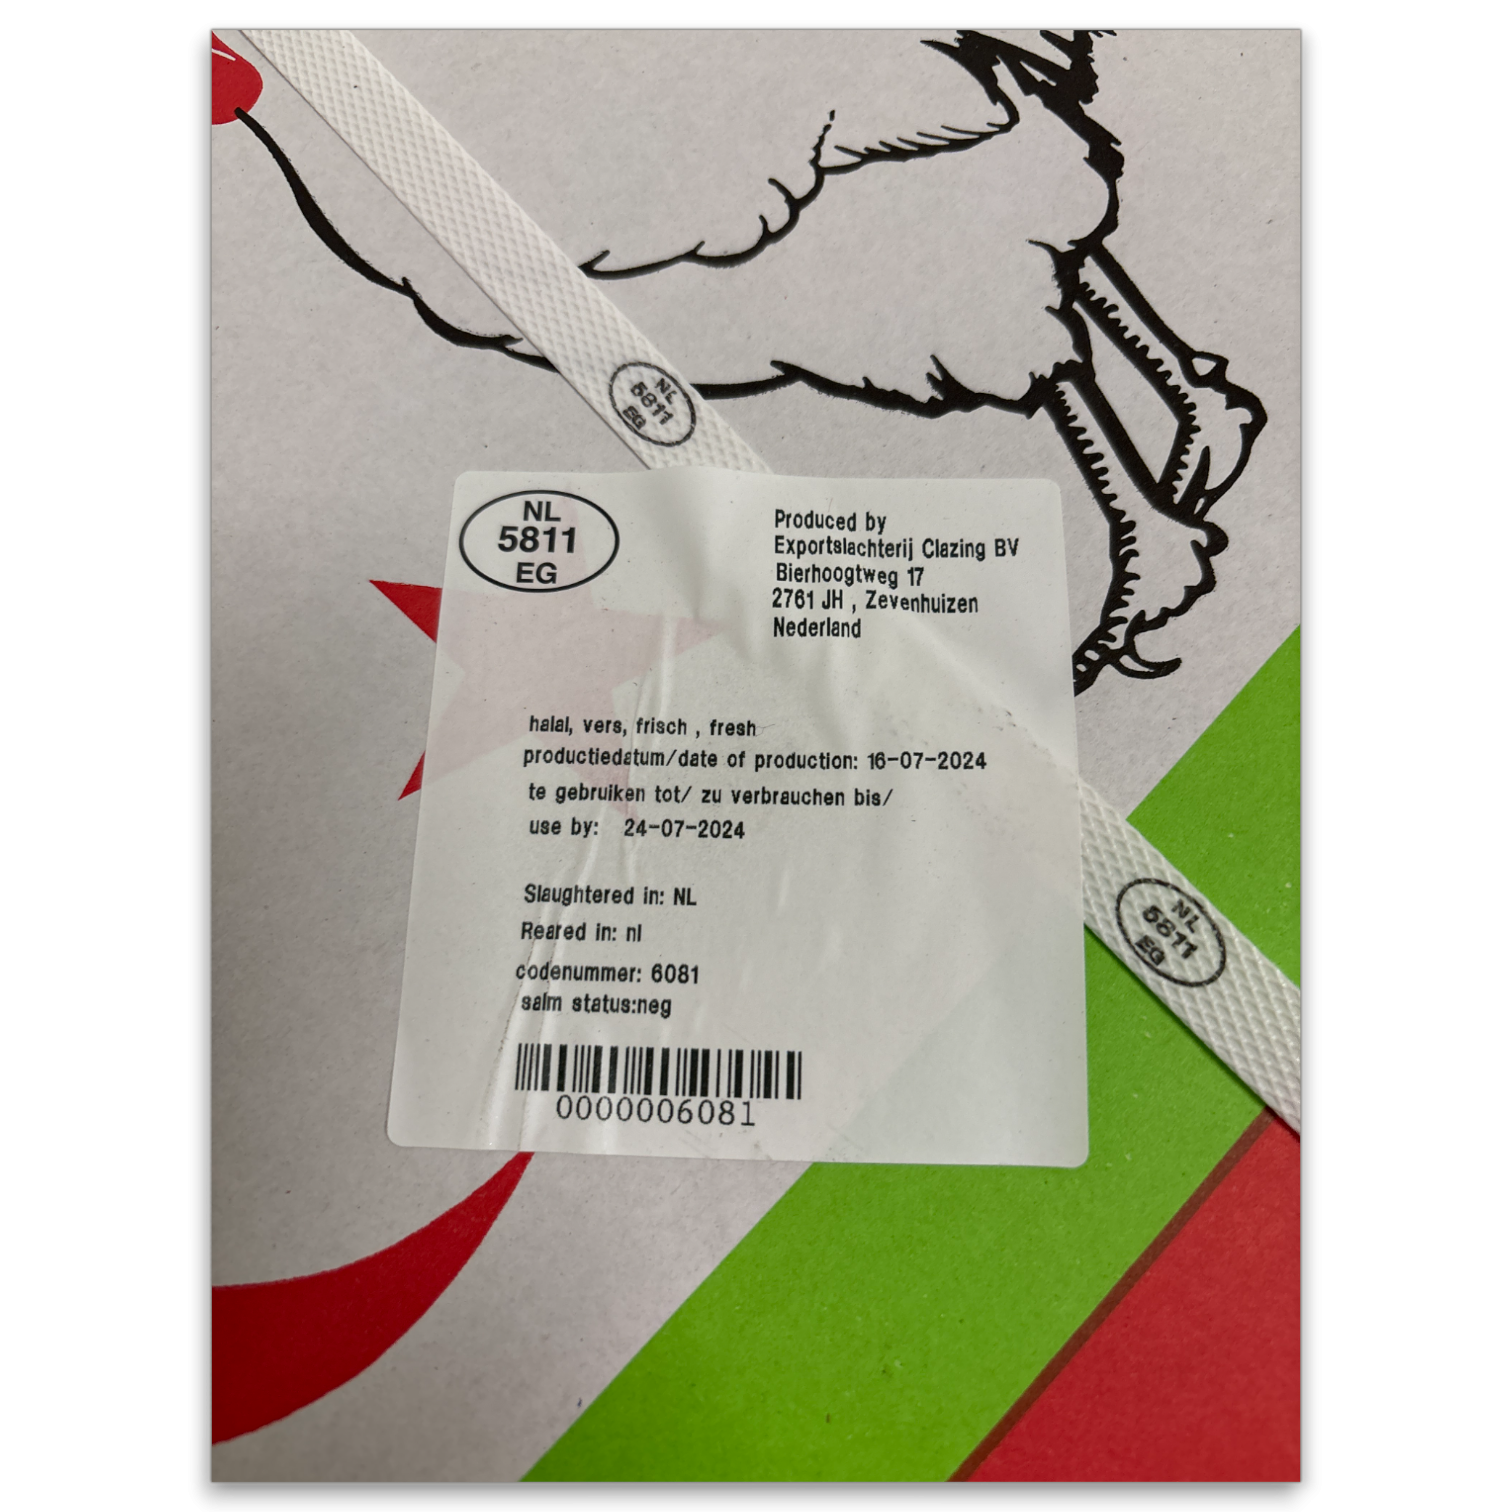 NL
5811
EG
NL
5811
EG
Produced by
Exportslachterij Clazing BV
Bierhoogtweg 17
2761 JH , Zevenhuizen
Nederland
halal, vers, frisch , fresh
productiedatum/date of production: 16-07-2024
te gebruiken tot/ zu verbrauchen bis/
use by: 24-07-2024
Slaughtered in: NL
Reared in: nl
codenummer: 6081
salm status:neg
0000006081
NL
5811
EG